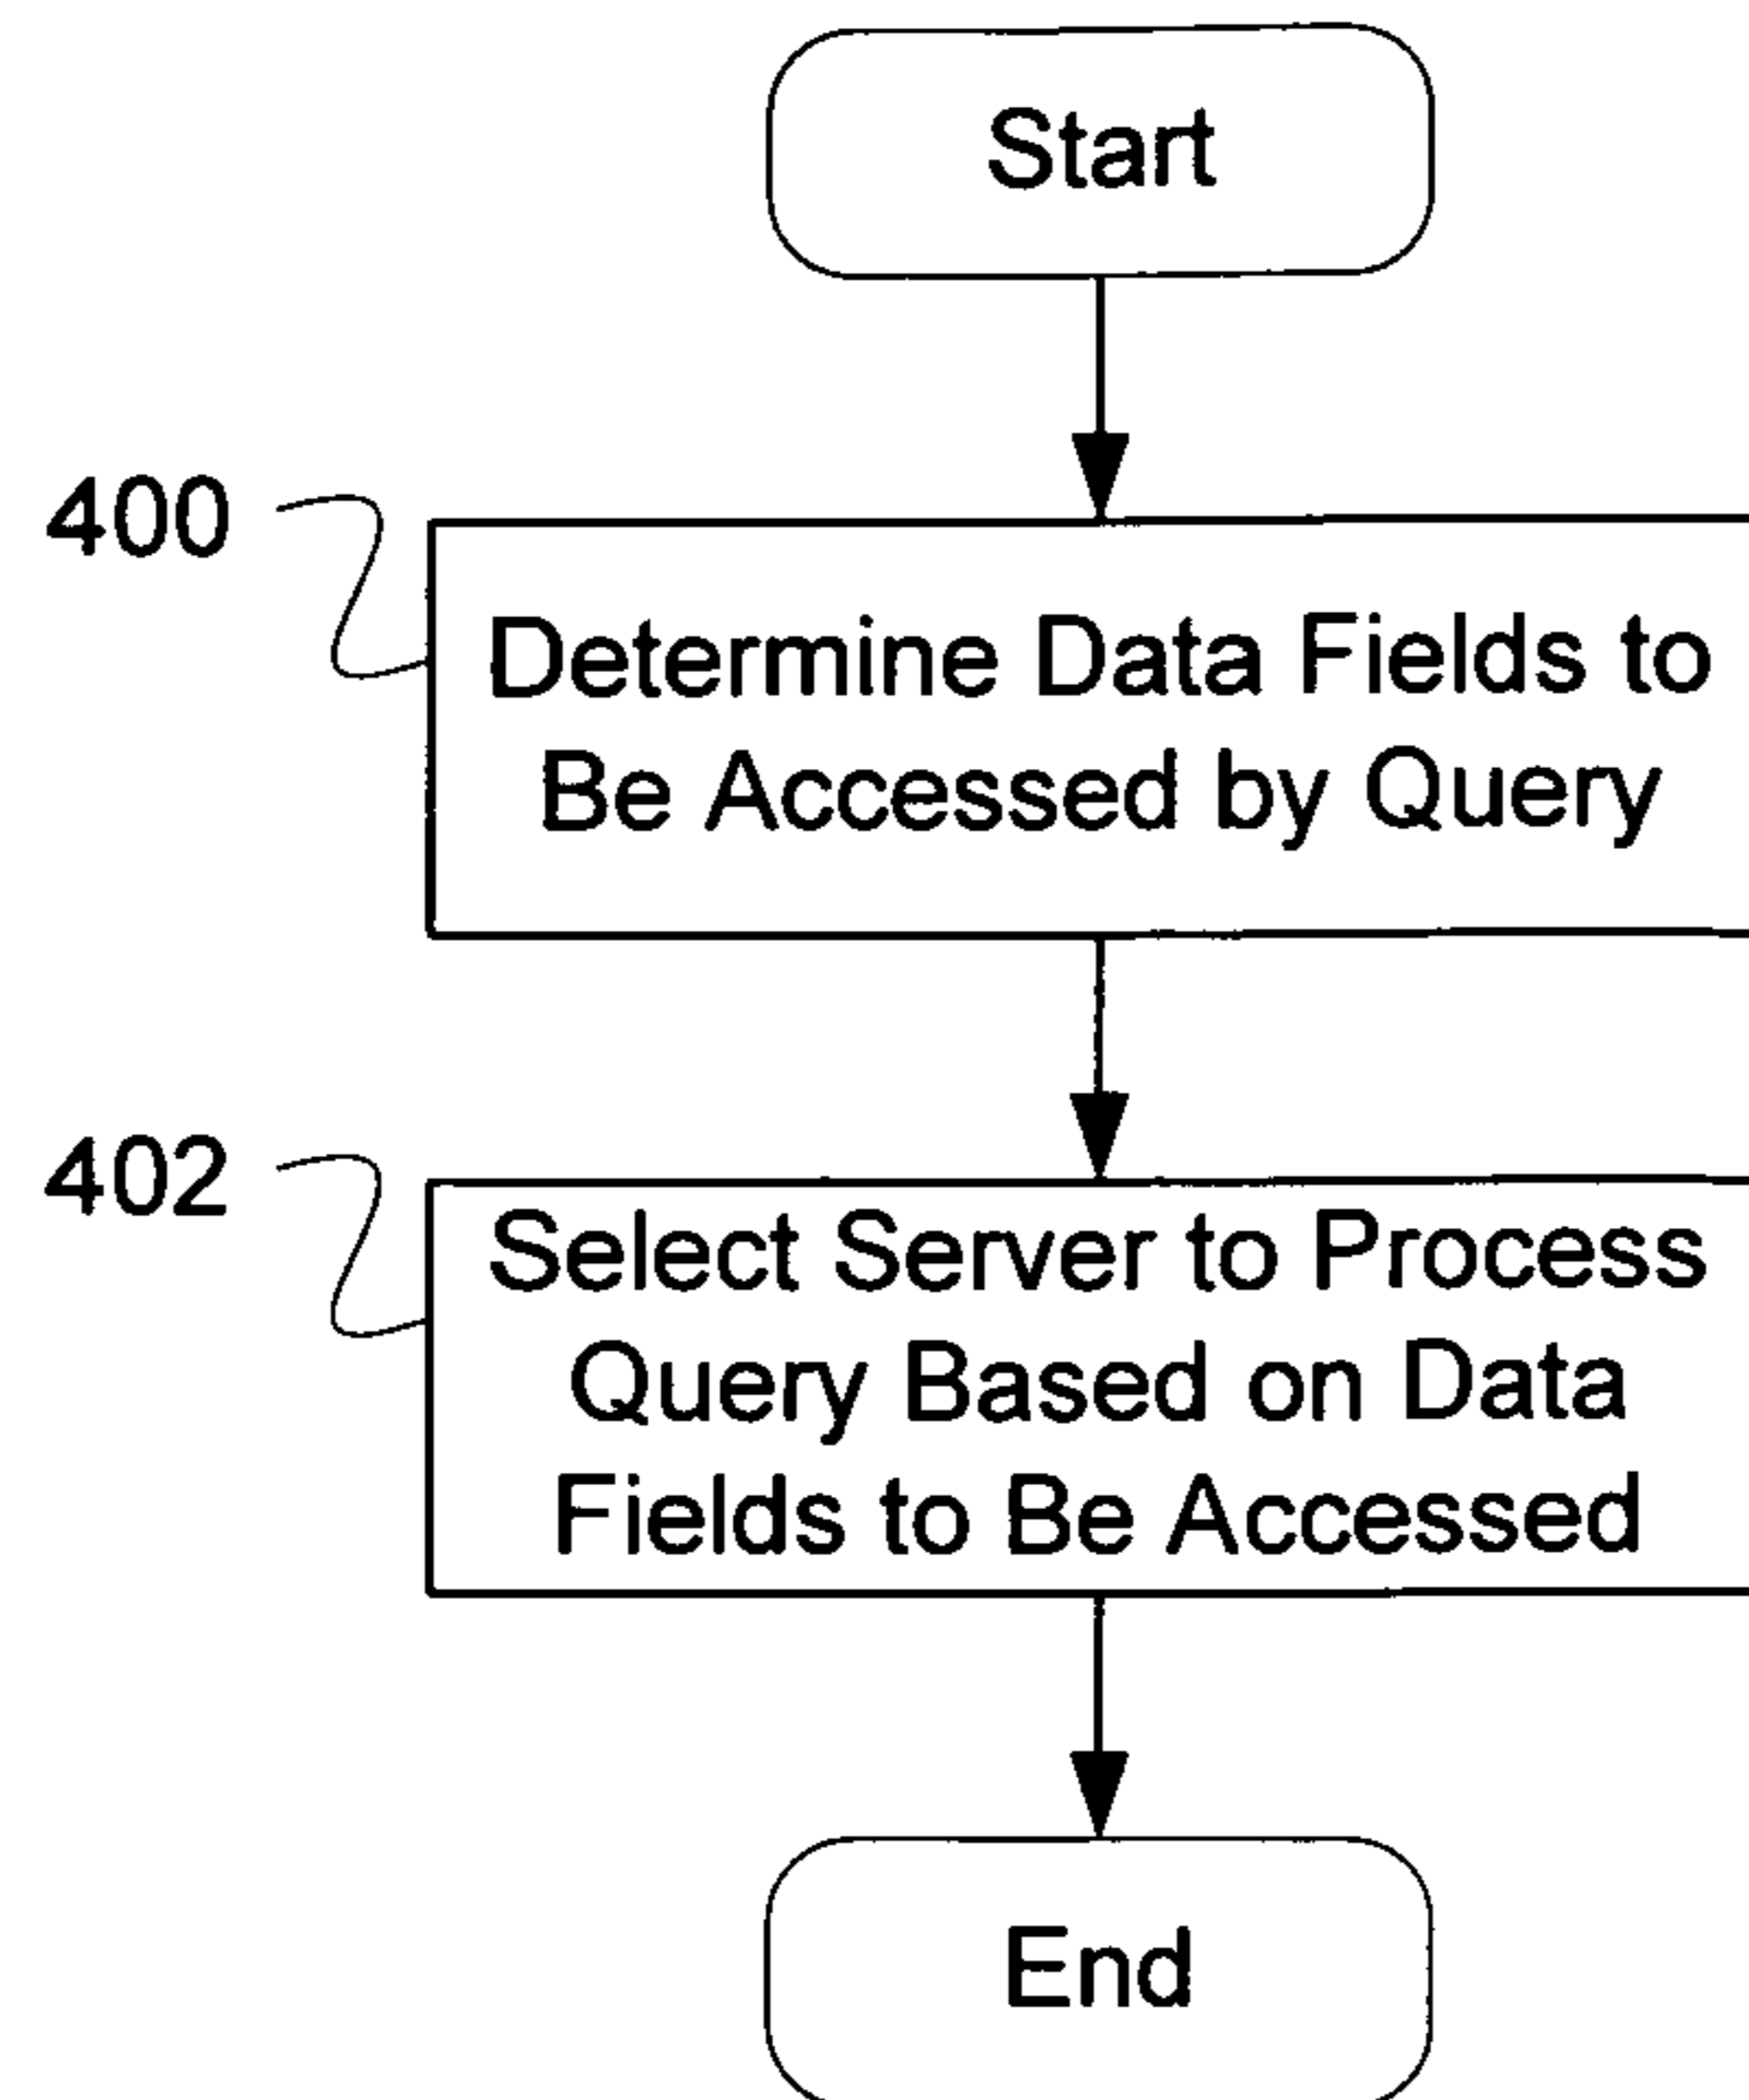 Start
400
Determine Data Fields to
Be Accessed by Query
402
Select Server to Process
Query Based on Data
Fields to Be Accessed
End